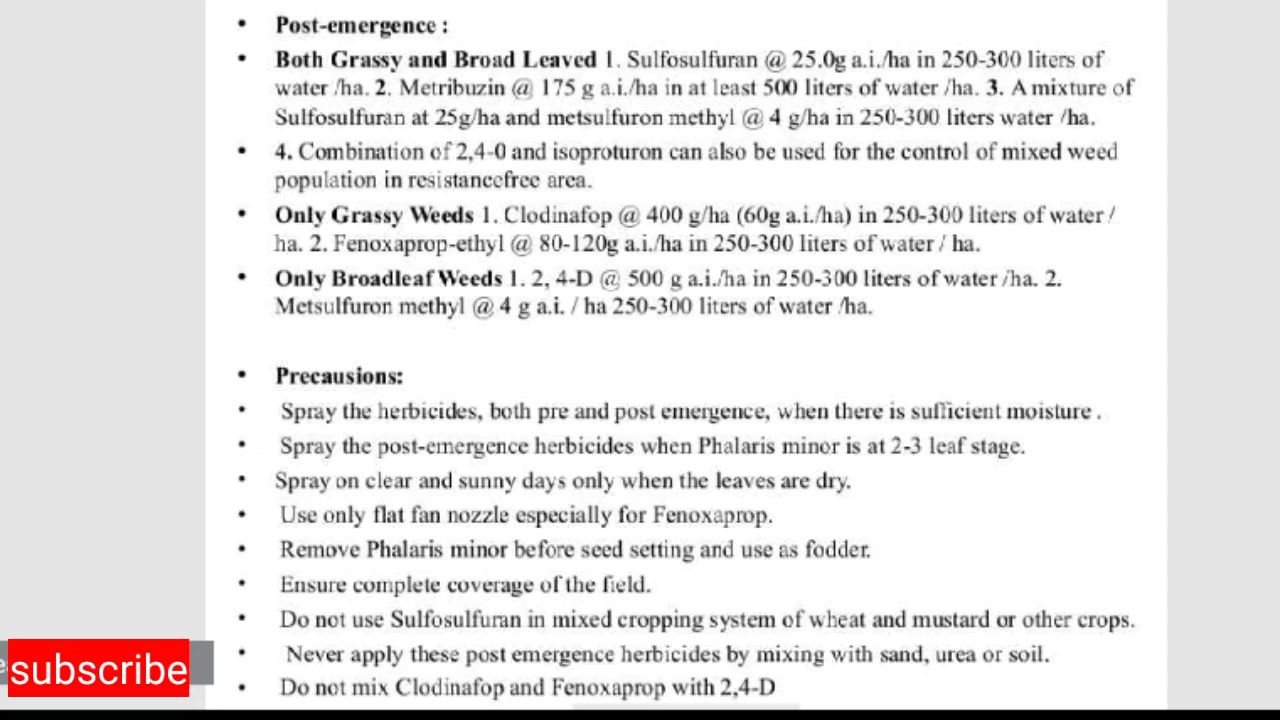 • Post-emergence :
• Both Grassy and Broad Leaved 1. Sulfosulfuran @ 25.0g a.i./ha in 250-300 liters of
water /ha. 2. Metribuzin @ 175 g a.i./ha in at least 500 liters of water /ha. 3. A mixture of
Sulfosulfuran at 25g/ha and metsulfuron methyl @ 4 g/ha in 250-300 liters water /ha.
• 4. Combination of 2,4-0 and isoproturon can also be used for the control of mixed weed
population in resistancefree area.
• Only Grassy Weeds 1. Clodinafop @ 400 g/ha (60g a.i./ha) in 250-300 liters of water /
ha. 2. Fenoxaprop-ethyl @ 80-120g a.i./ha in 250-300 liters of water / ha.
• Only Broadleaf Weeds 1. 2, 4-D @ 500 g a.i./ha in 250-300 liters of water /ha. 2.
Metsulfuron methyl @ 4 g a.i. / ha 250-300 liters of water /ha.
• Precausions:
• Spray the herbicides, both pre and post emergence, when there is sufficient moisture .
• Spray the post-emergence herbicides when Phalaris minor is at 2-3 leaf stage.
• Spray on clear and sunny days only when the leaves are dry.
• Use only flat fan nozzle especially for Fenoxaprop.
• Remove Phalaris minor before seed setting and use as fodder.
• Ensure complete coverage of the field.
• Do not use Sulfosulfuran in mixed cropping system of wheat and mustard or other crops.
• Never apply these post emergence herbicides by mixing with sand, urea or soil.
subscribe
• Do not mix Clodinafop and Fenoxaprop with 2,4-D